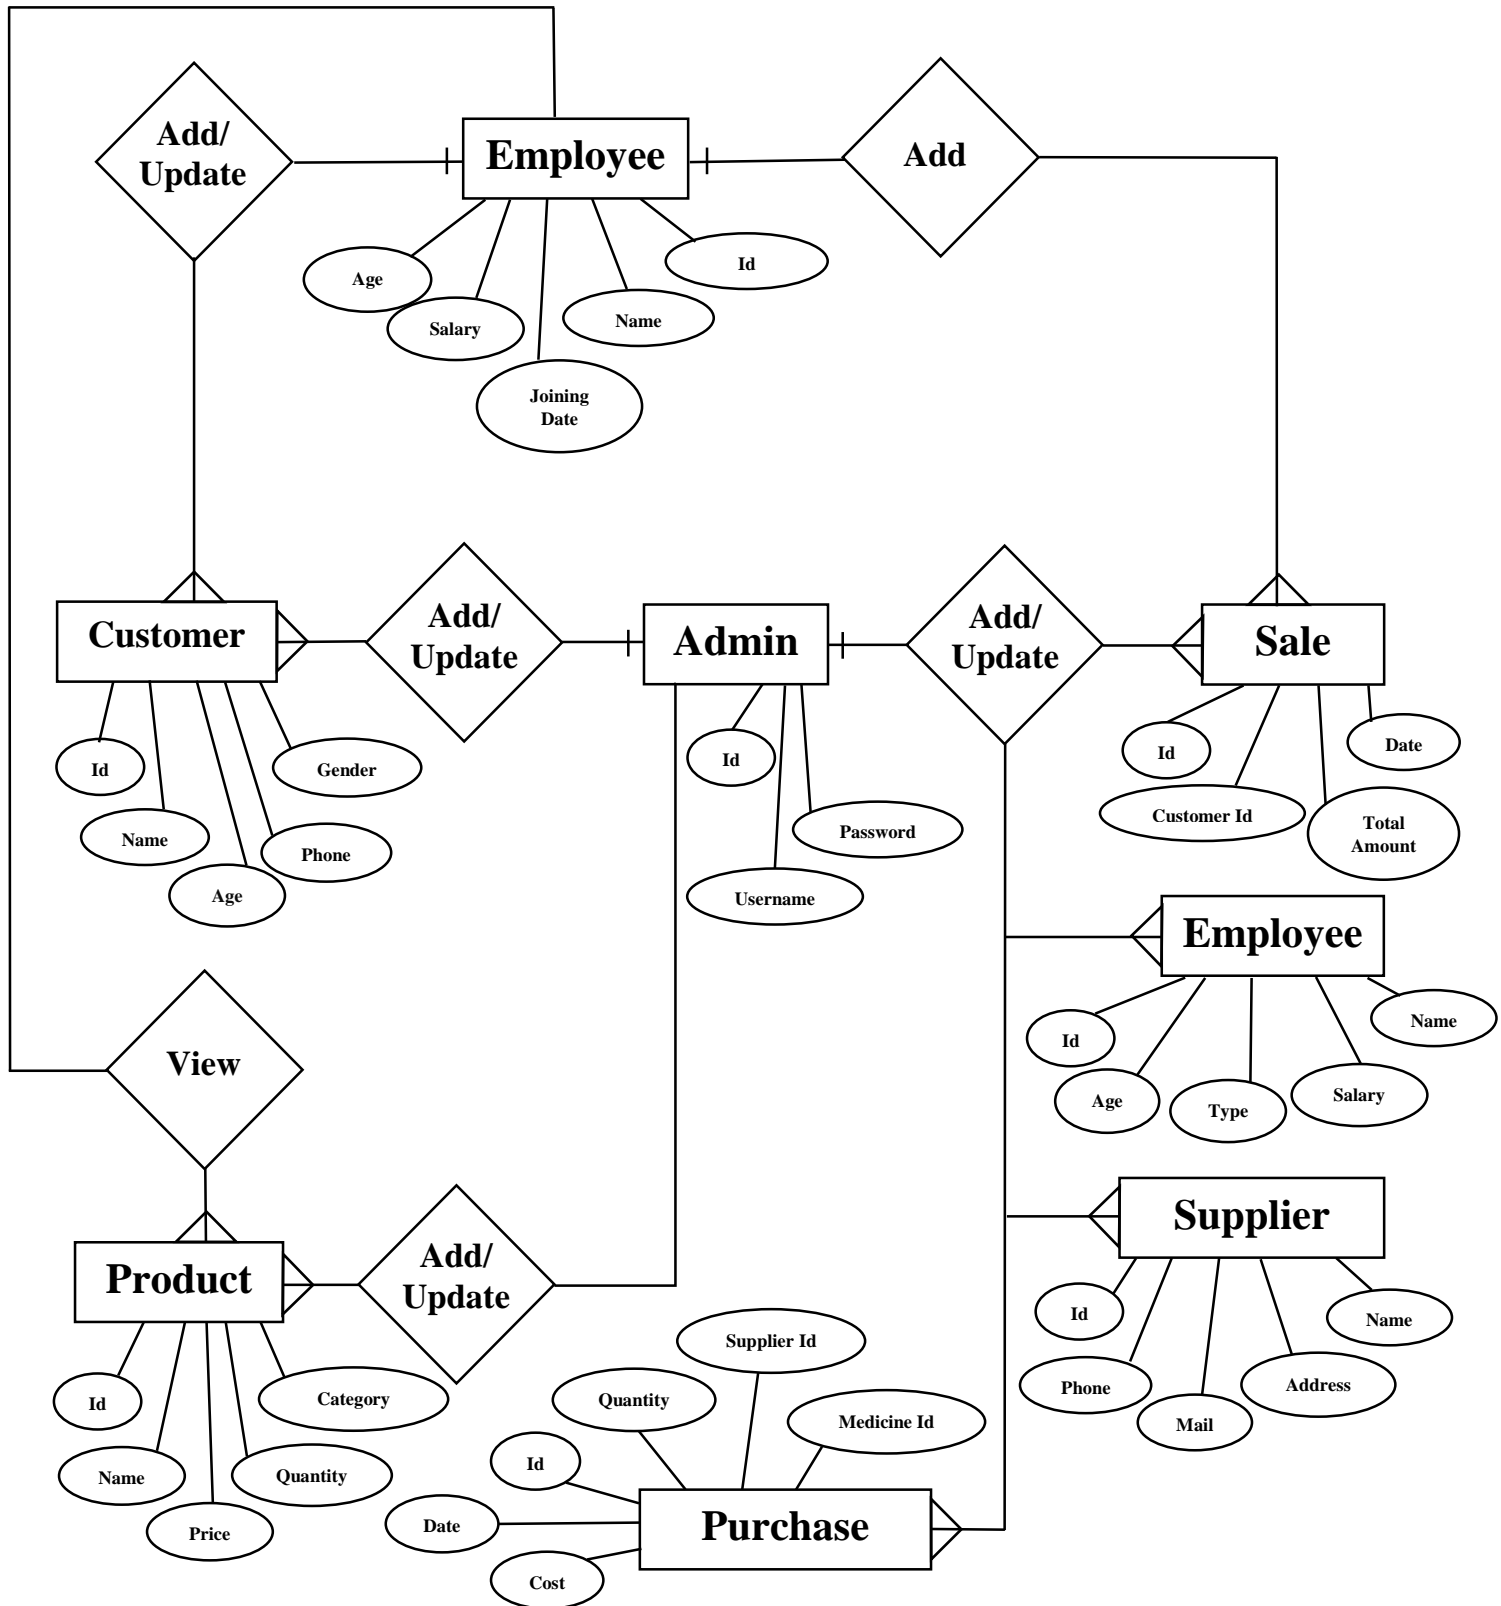 Add/
Update
Employee
Add
Age
Salary
Joining
Date
Name
Id
Customer
Add/
Update
Admin
Add/
Update
Sale
Id
Name
Age
Phone
Gender
Id
Username
Password
Id
Customer Id
Total
Amount
Date
Employee
Id
Age
Type
Salary
Name
View
Supplier
Id
Phone
Mail
Address
Name
Product
Add/
Update
Id
Name
Price
Quantity
Category
Supplier Id
Quantity
Medicine Id
Id
Date
Cost
Purchase